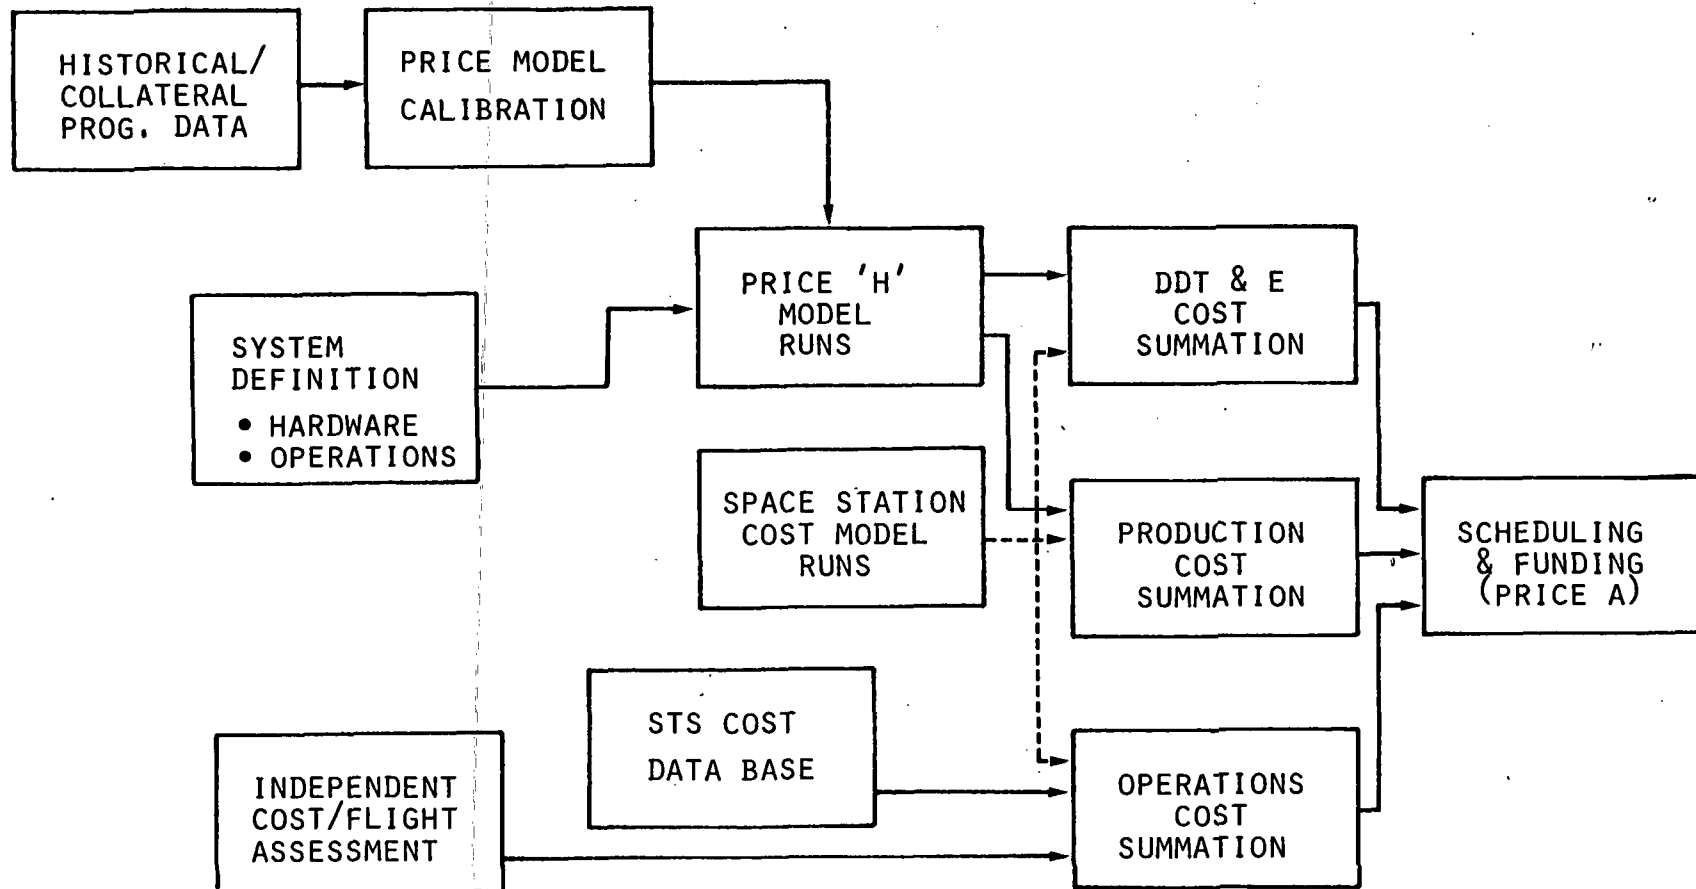 HISTORICAL/
COLLATERAL
PROG. DATA
PRICE MODEL
CALIBRATION
PRICE 'H'
MODEL
RUNS
DDT & E
COST
SUMMATION
SYSTEM
DEFINITION
• HARDWARE
• OPERATIONS
SPACE STATION
COST MODEL
RUNS
PRODUCTION
COST
SUMMATION
SCHEDULING
& FUNDING
(PRICE A)
STS COST
DATA BASE
INDEPENDENT
COST/FLIGHT
ASSESSMENT
OPERATIONS
COST
SUMMATION